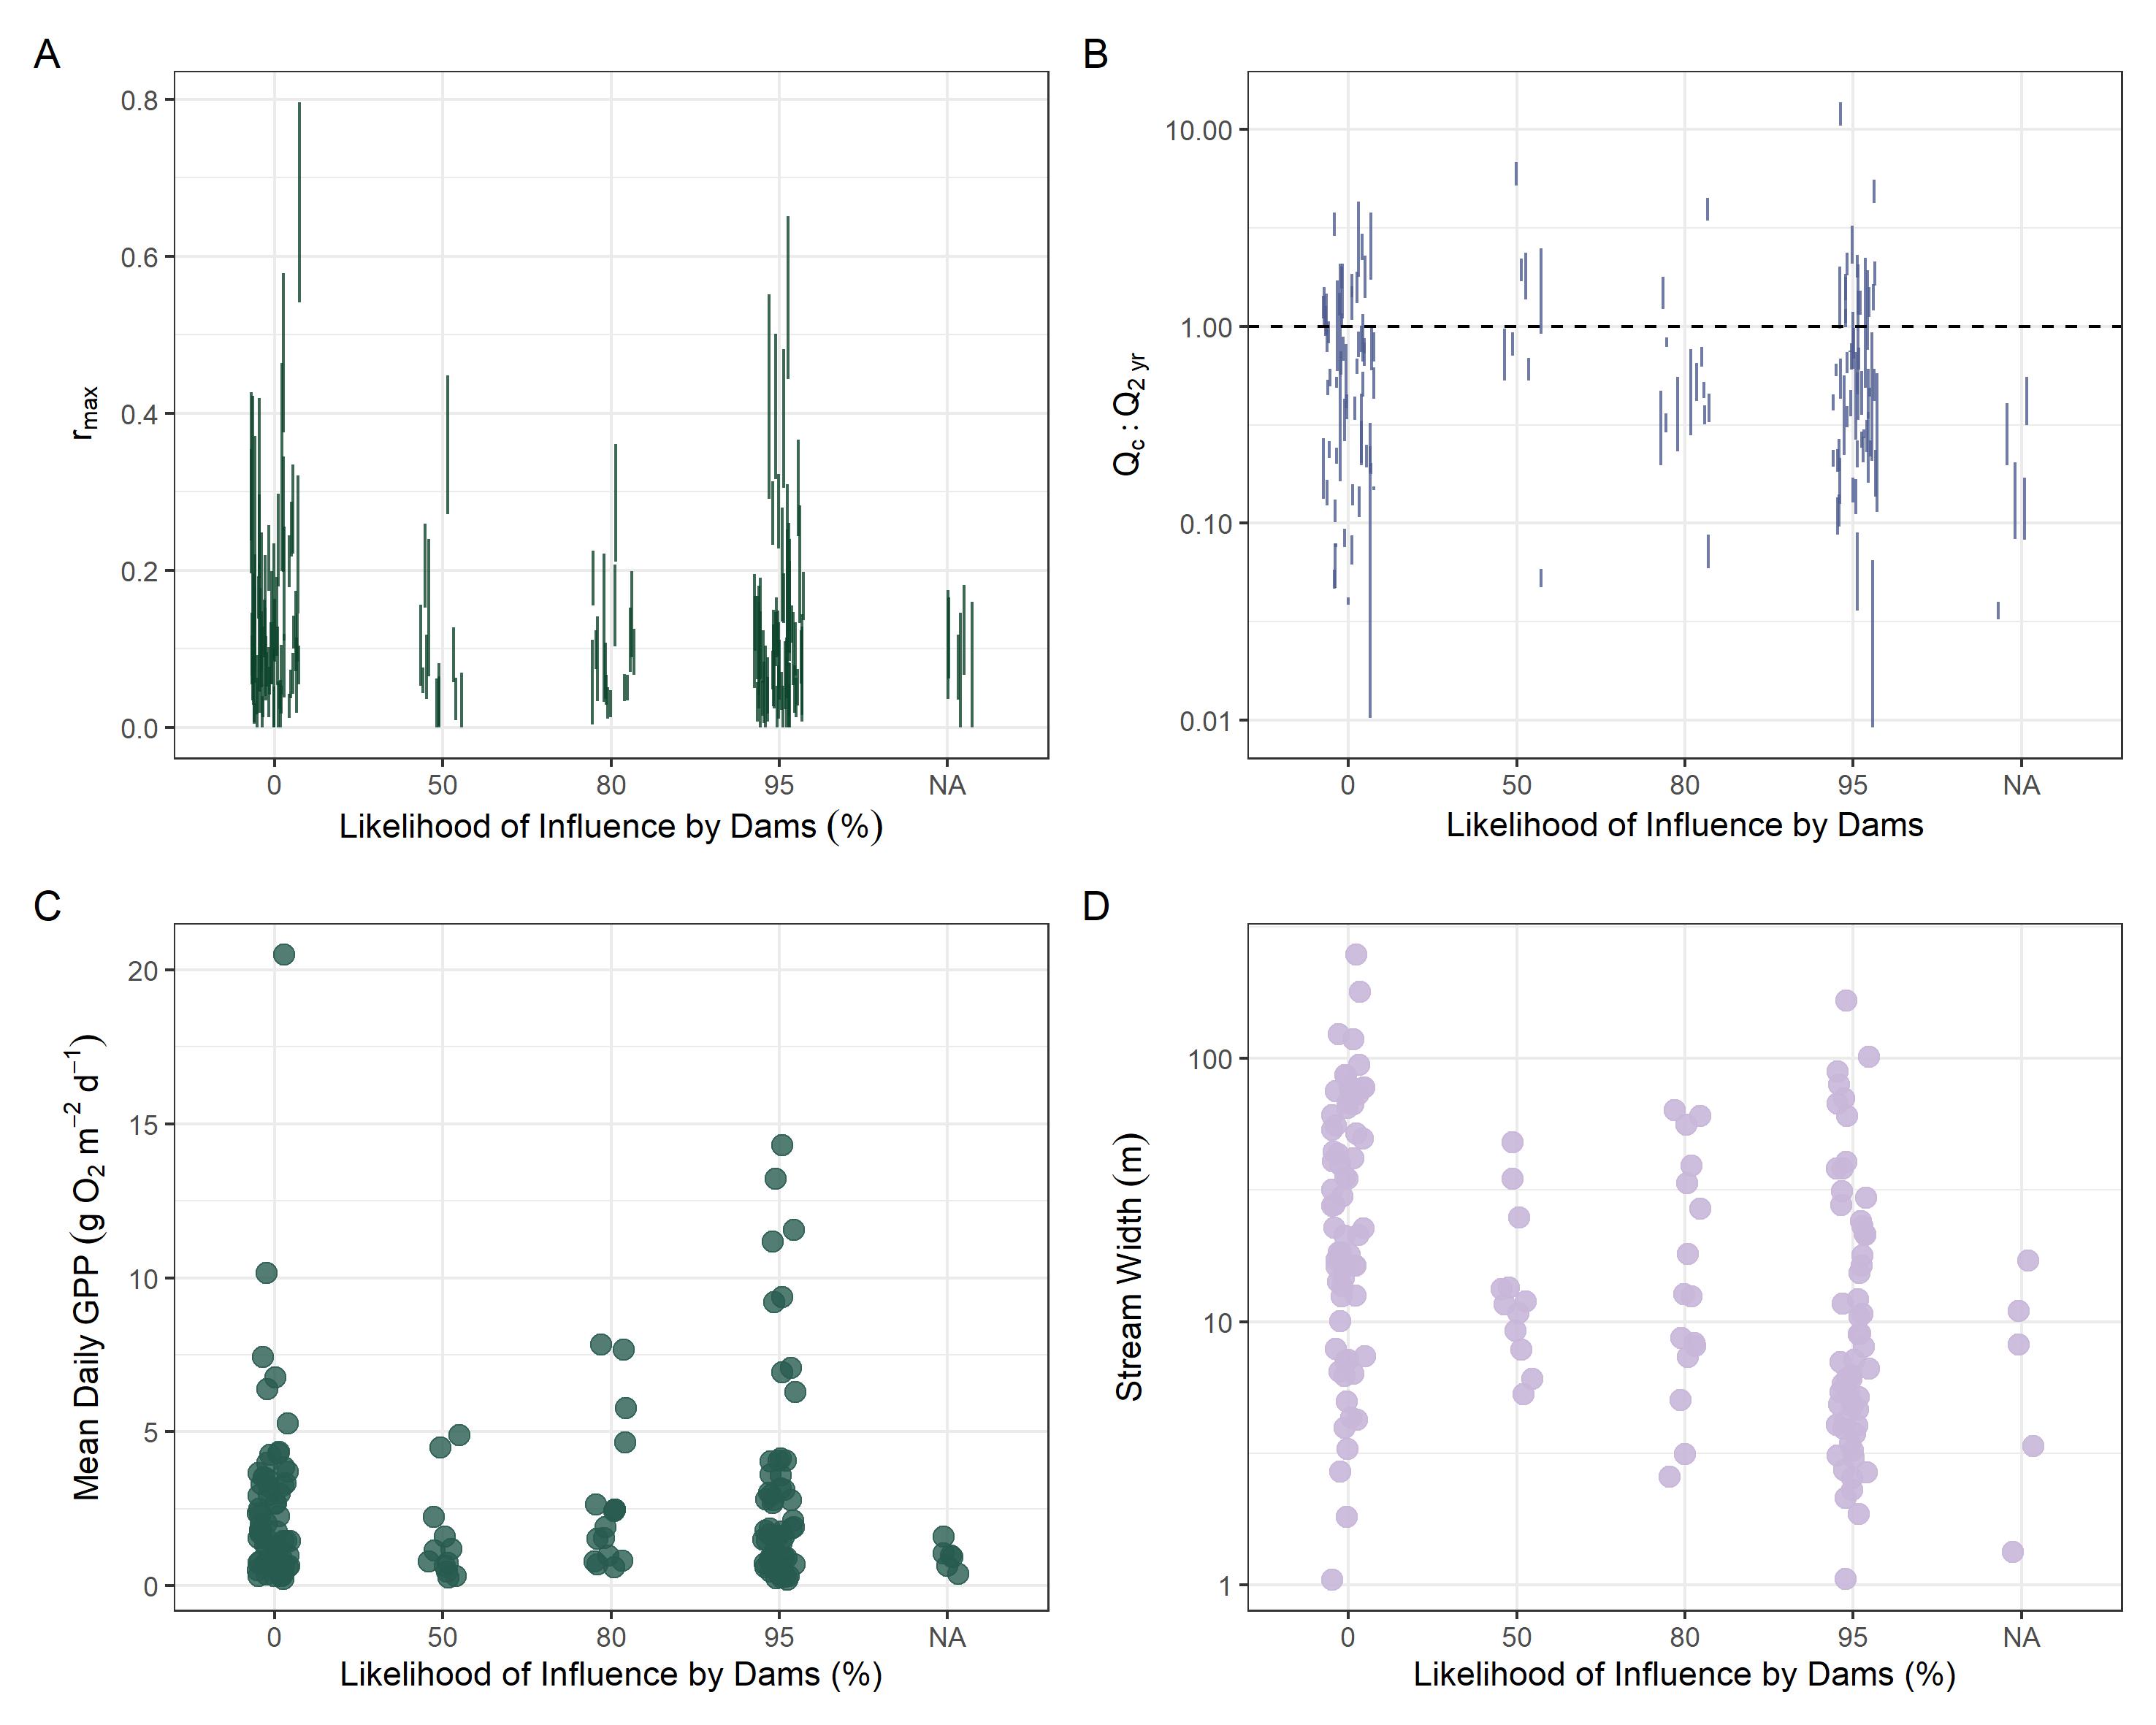 A
0.8
0.6
0.4
0.2
0.0
r_max
0 50 80 95 NA
Likelihood of Influence by Dams (%)
B
10.00
1.00
0.10
0.01
Q_c : Q_2 yr
0 50 80 95 NA
Likelihood of Influence by Dams
C
20
15
10
5
0
Mean Daily GPP (g O₂ m⁻² d⁻¹)
0 50 80 95 NA
Likelihood of Influence by Dams (%)
D
100
10
1
Stream Width (m)
0 50 80 95 NA
Likelihood of Influence by Dams (%)